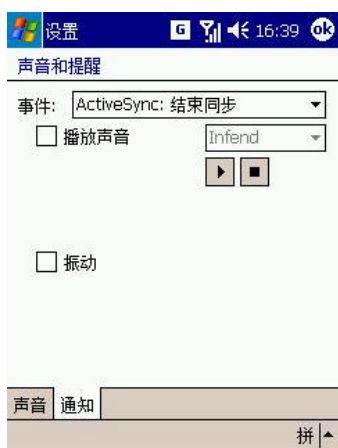 设置 G 16:39 ok
声音和提醒
事件: ActiveSync: 结束同步
播放声音 Infend
振动
声音 通知
拼